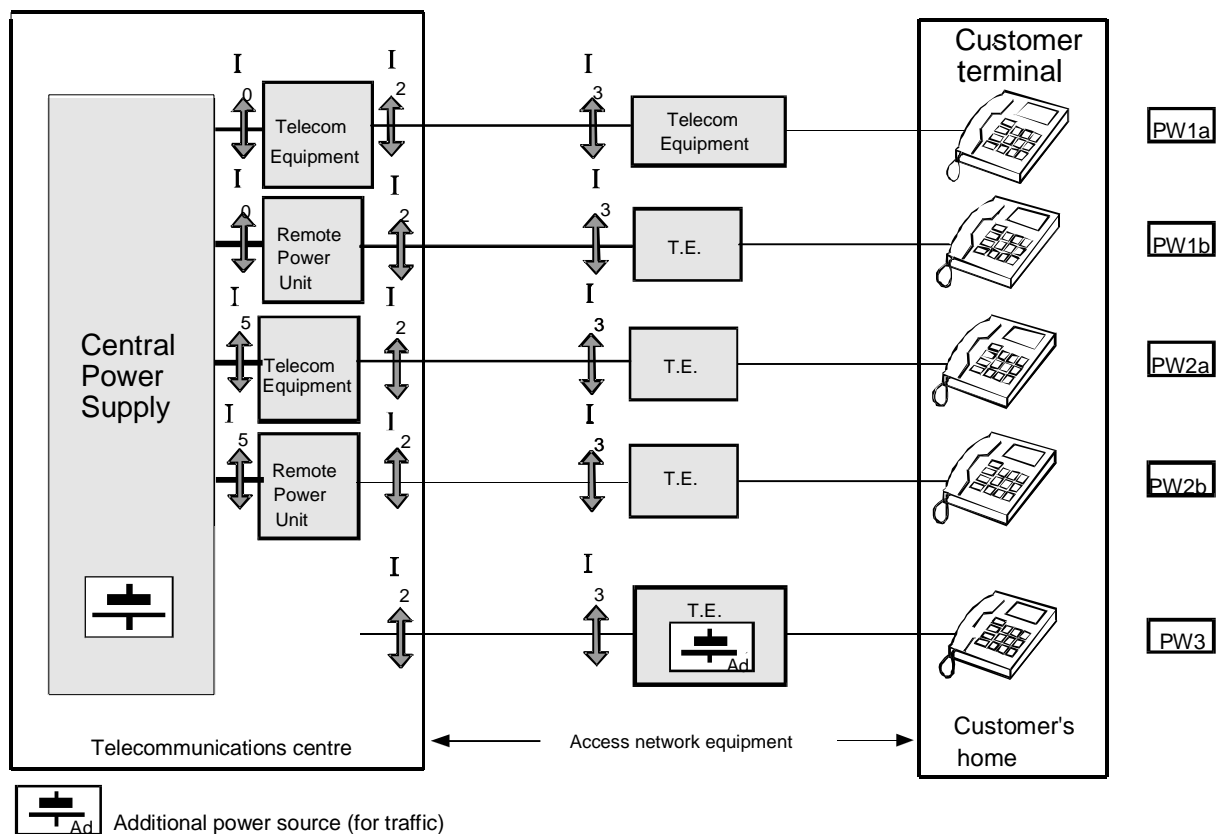 Customer
terminal
I I I
0 2 3
Telecom
Equipment
Telecom
Equipment
PW1a
I I I
0 2 3
Remote
Power
Unit
T.E.
PW1b
I I I
5 2 3
Telecom
Equipment
T.E.
PW2a
Central
Power
Supply
I I I
5 2 3
Remote
Power
Unit
T.E.
PW2b
I I
2 3
T.E.
Ad
PW3
Telecommunications centre
Access network equipment
Customer's
home
Ad Additional power source (for traffic)